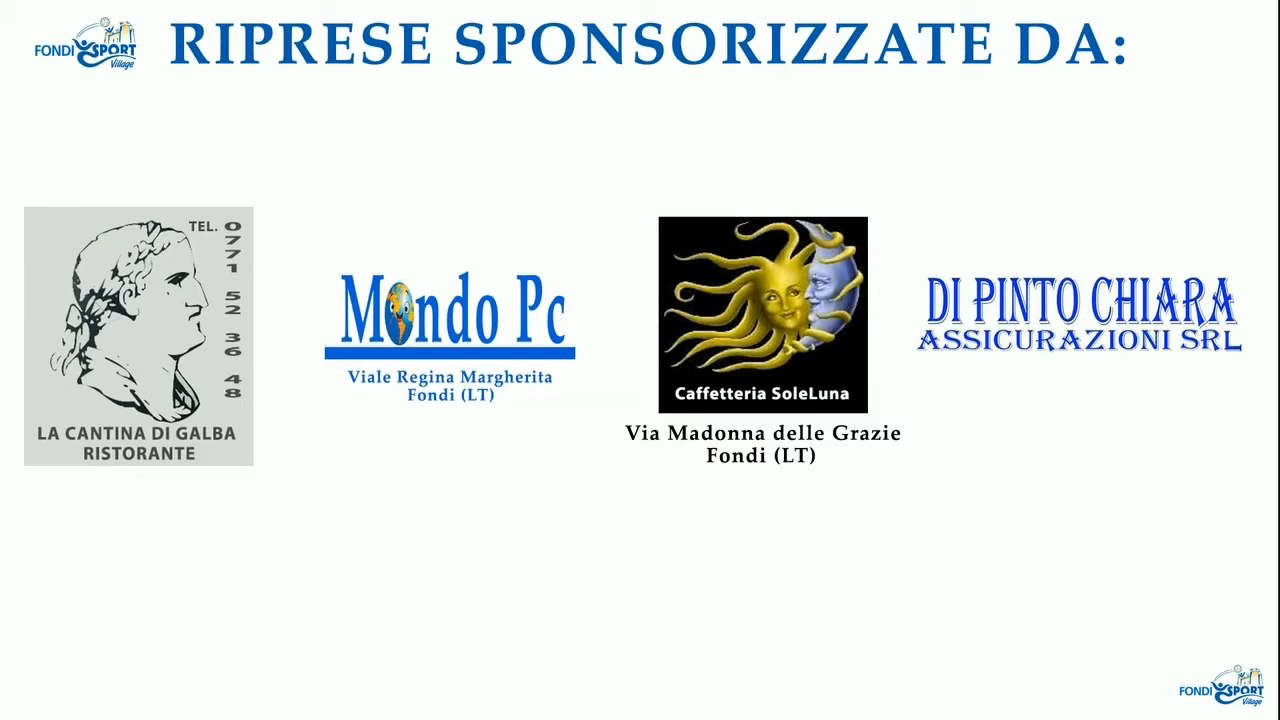 FONDI SPORT
Village
RIPRESE SPONSORIZZATE DA:
TEL. 0771 52 36 48
LA CANTINA DI GALBA
RISTORANTE
Mondo Pc
Viale Regina Margherita
Fondi (LT)
Caffetteria SoleLuna
Via Madonna delle Grazie
Fondi (LT)
DI PINTO CHIARA
ASSICURAZIONI SRL
FONDI SPORT
Village